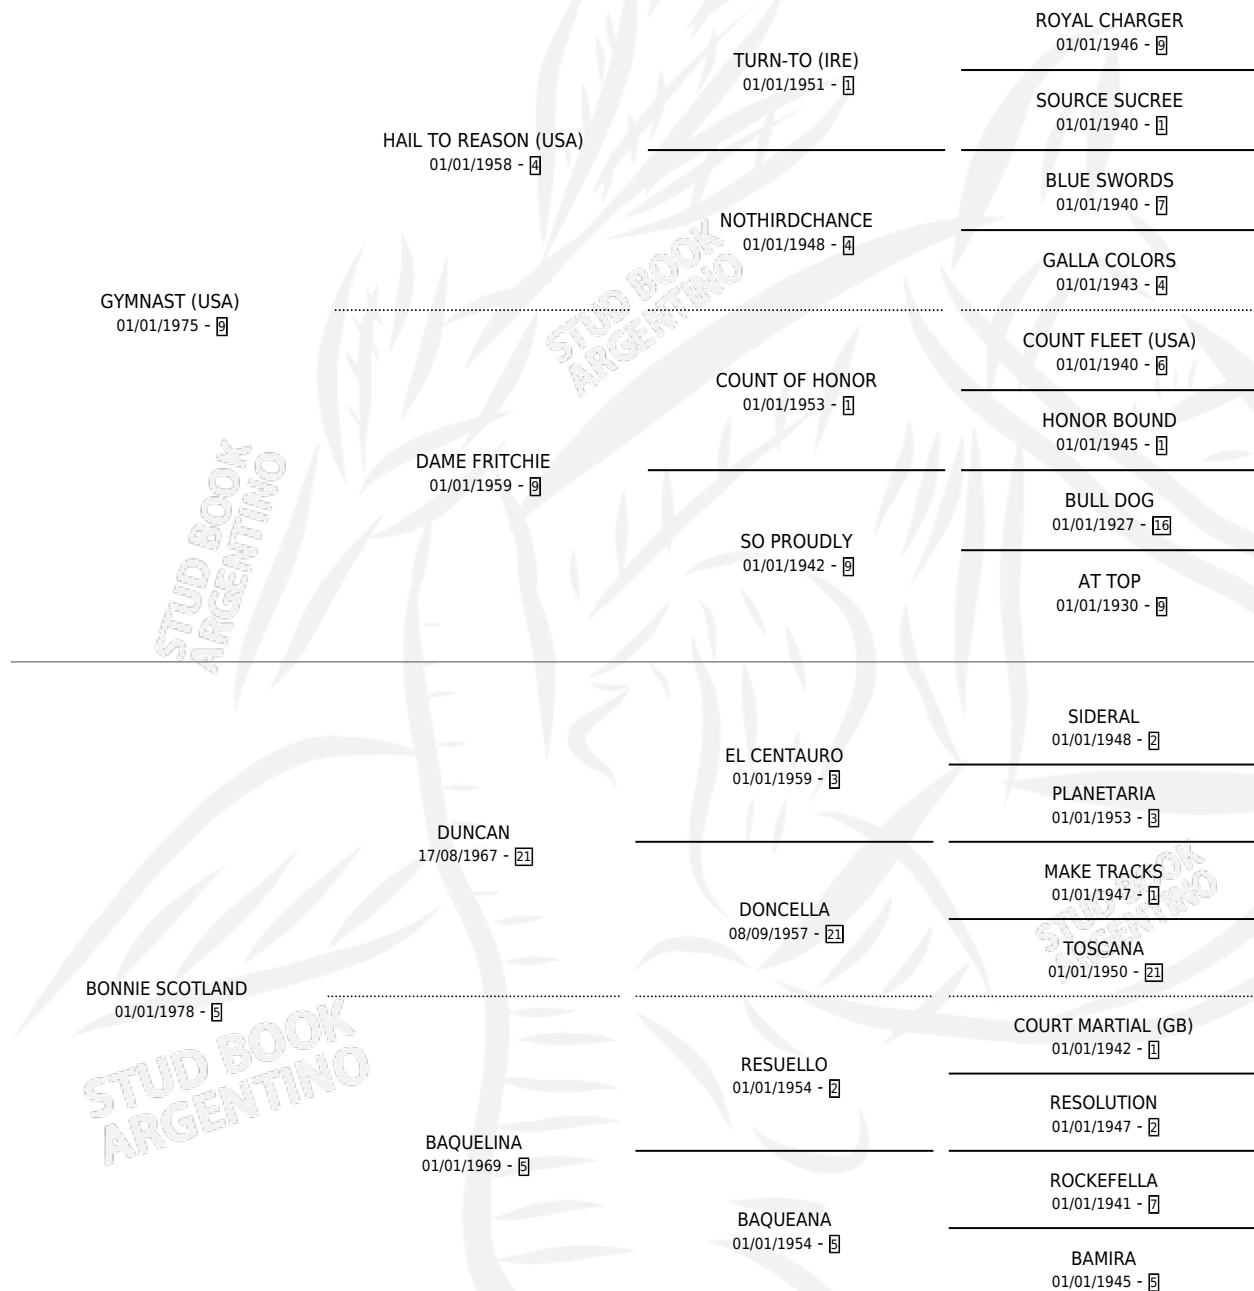 ROYAL CHARGER
01/01/1946 - 9
TURN-TO (IRE)
01/01/1951 - 1
SOURCE SUCREE
01/01/1940 - 1
HAIL TO REASON (USA)
01/01/1958 - 4
BLUE SWORDS
01/01/1940 - 7
NOTHIRDCHANCE
01/01/1948 - 4
GALLA COLORS
01/01/1943 - 4
GYMNAST (USA)
01/01/1975 - 9
COUNT FLEET (USA)
01/01/1940 - 6
COUNT OF HONOR
01/01/1953 - 1
HONOR BOUND
01/01/1945 - 1
DAME FRITCHIE
01/01/1959 - 9
BULL DOG
01/01/1927 - 16
SO PROUDLY
01/01/1942 - 9
AT TOP
01/01/1930 - 9
SIDERAL
01/01/1948 - 2
EL CENTAURO
01/01/1959 - 3
PLANETARIA
01/01/1953 - 3
DUNCAN
17/08/1967 - 21
MAKE TRACKS
01/01/1947 - 1
DONCELLA
08/09/1957 - 21
TOSCANA
01/01/1950 - 21
BONNIE SCOTLAND
01/01/1978 - 5
COURT MARTIAL (GB)
01/01/1942 - 1
RESUELLO
01/01/1954 - 2
RESOLUTION
01/01/1947 - 2
BAQUELINA
01/01/1969 - 5
ROCKEFELLA
01/01/1941 - 7
BAQUEANA
01/01/1954 - 5
BAMIRA
01/01/1945 - 5
STUD BOOK
ARGENTINO
STUD BOOK
ARGENTINO
STUD BOOK
ARGENTINO
STUD BOOK
ARGENTINO